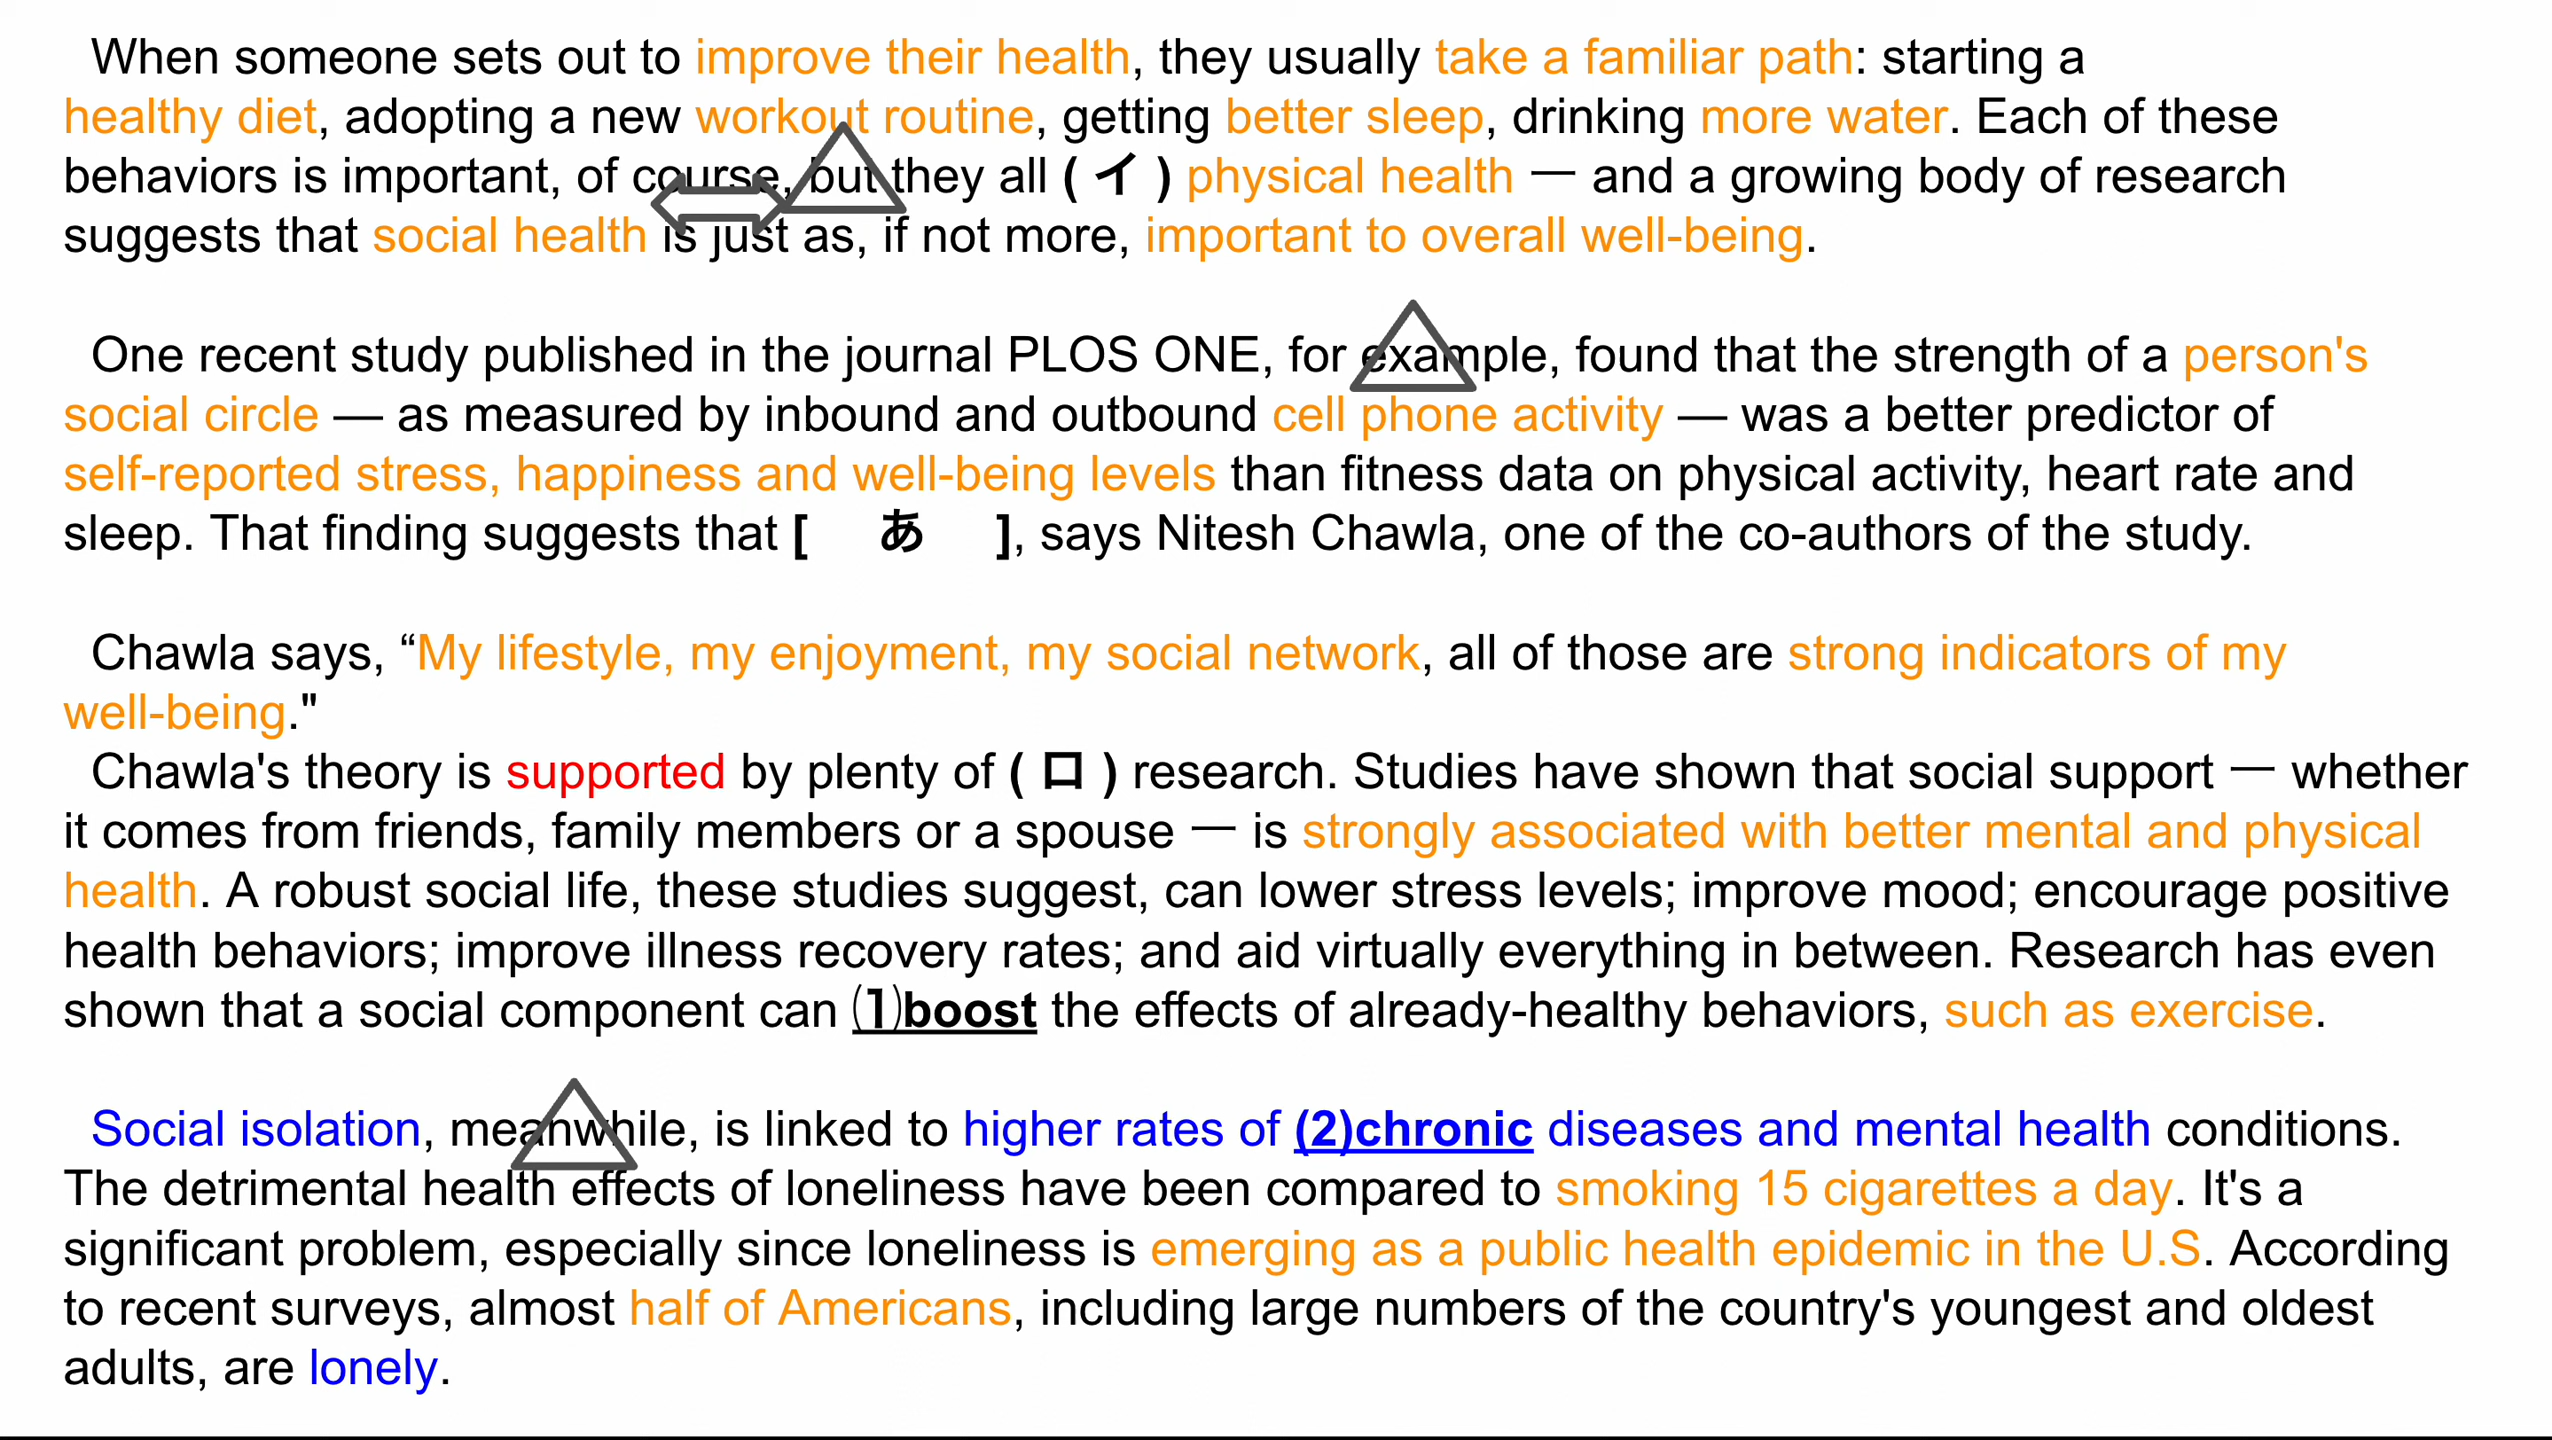 When someone sets out to improve their health, they usually take a familiar path: starting a
healthy diet, adopting a new workout routine, getting better sleep, drinking more water. Each of these
behaviors is important, of course, but they all ( イ ) physical health — and a growing body of research
suggests that social health is just as, if not more, important to overall well-being.
One recent study published in the journal PLOS ONE, for example, found that the strength of a person's
social circle — as measured by inbound and outbound cell phone activity — was a better predictor of
self-reported stress, happiness and well-being levels than fitness data on physical activity, heart rate and
sleep. That finding suggests that [ あ ], says Nitesh Chawla, one of the co-authors of the study.
Chawla says, “My lifestyle, my enjoyment, my social network, all of those are strong indicators of my
well-being."
Chawla's theory is supported by plenty of ( ロ ) research. Studies have shown that social support — whether
it comes from friends, family members or a spouse — is strongly associated with better mental and physical
health. A robust social life, these studies suggest, can lower stress levels; improve mood; encourage positive
health behaviors; improve illness recovery rates; and aid virtually everything in between. Research has even
shown that a social component can (1)boost the effects of already-healthy behaviors, such as exercise.
Social isolation, meanwhile, is linked to higher rates of (2)chronic diseases and mental health conditions.
The detrimental health effects of loneliness have been compared to smoking 15 cigarettes a day. It's a
significant problem, especially since loneliness is emerging as a public health epidemic in the U.S. According
to recent surveys, almost half of Americans, including large numbers of the country's youngest and oldest
adults, are lonely.